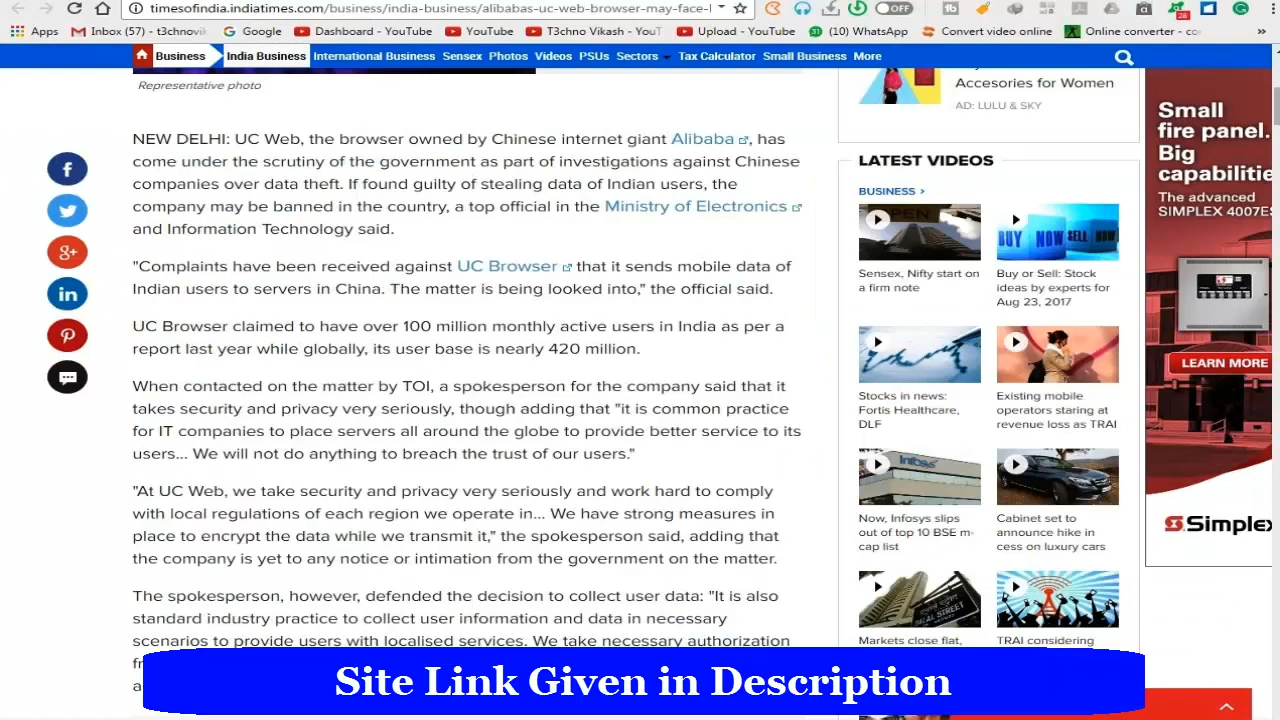 timesofindia.indiatimes.com/business/india-business/alibabas-uc-web-browser-may-face-
OFF
Apps
Inbox (57) - t3chnovi
Google
Dashboard - YouTube
YouTube
T3chno Vikash - YouT
Upload - YouTube
(10) WhatsApp
Convert video online
Online converter - co
»
Business
India Business
International Business
Sensex
Photos
Videos
PSUs
Sectors
Tax Calculator
Small Business
More
Representative photo
NEW DELHI: UC Web, the browser owned by Chinese internet giant Alibaba, has
come under the scrutiny of the government as part of investigations against Chinese
companies over data theft. If found guilty of stealing data of Indian users, the
company may be banned in the country, a top official in the Ministry of Electronics
and Information Technology said.
"Complaints have been received against UC Browser that it sends mobile data of
Indian users to servers in China. The matter is being looked into," the official said.
UC Browser claimed to have over 100 million monthly active users in India as per a
report last year while globally, its user base is nearly 420 million.
When contacted on the matter by TOI, a spokesperson for the company said that it
takes security and privacy very seriously, though adding that "it is common practice
for IT companies to place servers all around the globe to provide better service to its
users... We will not do anything to breach the trust of our users."
"At UC Web, we take security and privacy very seriously and work hard to comply
with local regulations of each region we operate in... We have strong measures in
place to encrypt the data while we transmit it," the spokesperson said, adding that
the company is yet to any notice or intimation from the government on the matter.
The spokesperson, however, defended the decision to collect user data: "It is also
standard industry practice to collect user information and data in necessary
scenarios to provide users with localised services. We take necessary authorization
Accesories for Women
AD: LULU & SKY
LATEST VIDEOS
BUSINESS >
Sensex, Nifty start on
a firm note
BUY NOW SELL NOW
Buy or Sell: Stock
ideas by experts for
Aug 23, 2017
Stocks in news:
Fortis Healthcare,
DLF
Existing mobile
operators staring at
revenue loss as TRAI
Infosys
Now, Infosys slips
out of top 10 BSE m-
cap list
Cabinet set to
announce hike in
cess on luxury cars
Markets close flat,
TRAI considering
Small
fire panel.
Big
capabilitie
The advanced
SIMPLEX 4007ES
LEARN MORE
Simplex
Site Link Given in Description